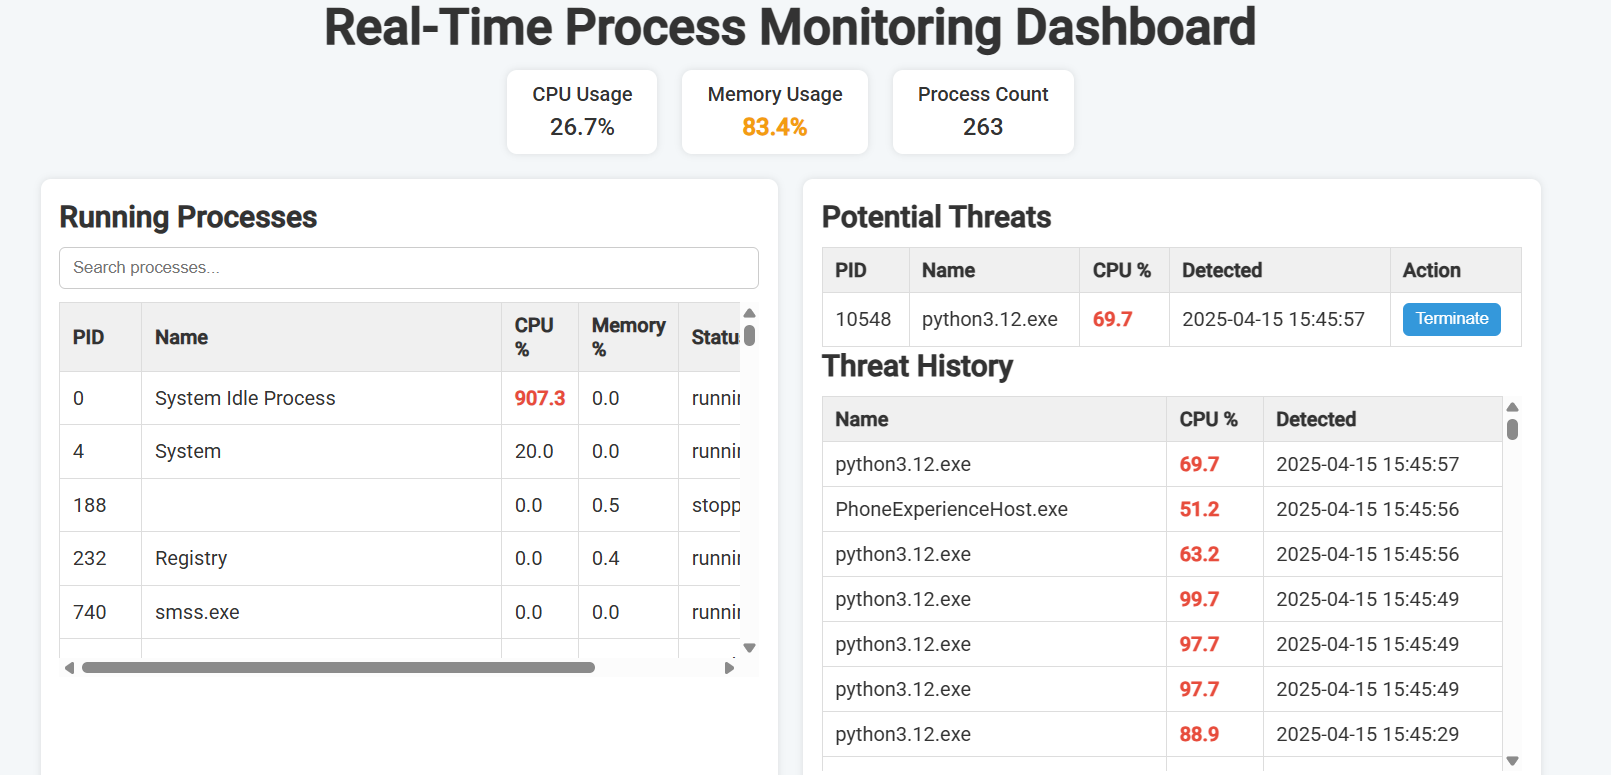 Real-Time Process Monitoring Dashboard
CPU Usage
26.7%
Memory Usage
83.4%
Process Count
263
Running Processes
Search processes...
PID Name CPU % Memory % Statu
0 System Idle Process 907.3 0.0 runnin
4 System 20.0 0.0 runnin
188 0.0 0.5 stopp
232 Registry 0.0 0.4 runnin
740 smss.exe 0.0 0.0 runnin
Potential Threats
PID Name CPU % Detected Action
10548 python3.12.exe 69.7 2025-04-15 15:45:57 Terminate
Threat History
Name CPU % Detected
python3.12.exe 69.7 2025-04-15 15:45:57
PhoneExperienceHost.exe 51.2 2025-04-15 15:45:56
python3.12.exe 63.2 2025-04-15 15:45:56
python3.12.exe 99.7 2025-04-15 15:45:49
python3.12.exe 97.7 2025-04-15 15:45:49
python3.12.exe 97.7 2025-04-15 15:45:49
python3.12.exe 88.9 2025-04-15 15:45:29